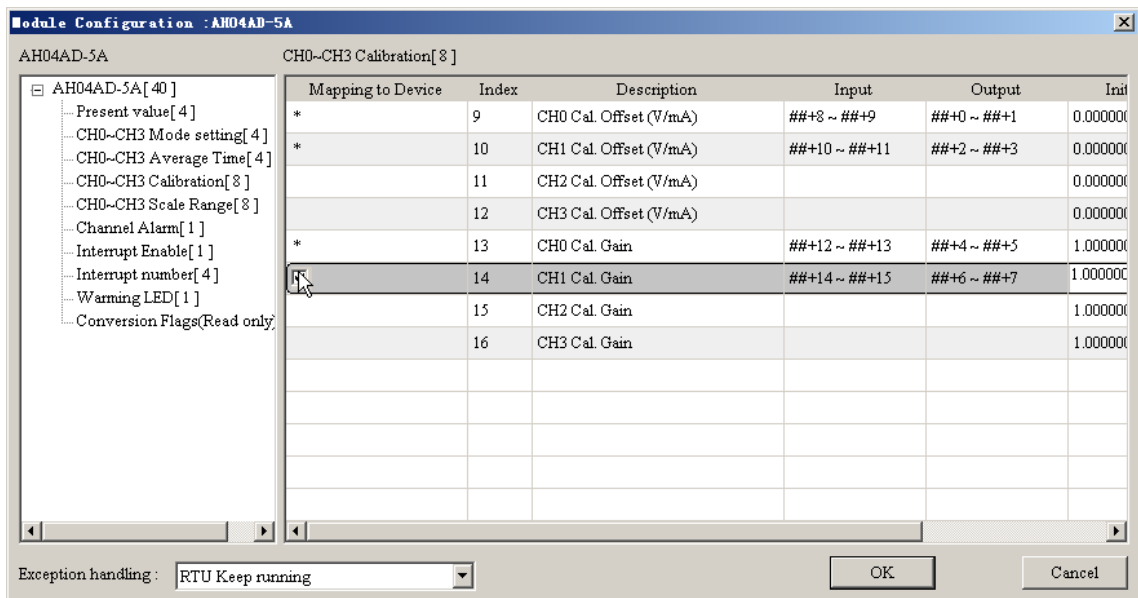 Module Configuration :AH04AD-5A
AH04AD-5A
CH0~CH3 Calibration[ 8 ]
AH04AD-5A[ 40 ]
Present value[ 4 ]
CH0~CH3 Mode setting[ 4 ]
CH0~CH3 Average Time[ 4 ]
CH0~CH3 Calibration[ 8 ]
CH0~CH3 Scale Range[ 8 ]
Channel Alarm[ 1 ]
Interrupt Enable[ 1 ]
Interrupt number[ 4 ]
Warming LED[ 1 ]
Conversion Flags(Read only)
Mapping to Device Index Description Input Output Init
* 9 CH0 Cal. Offset (V/mA) ##+8 ~ ##+9 ##+0 ~ ##+1 0.000000
* 10 CH1 Cal. Offset (V/mA) ##+10 ~ ##+11 ##+2 ~ ##+3 0.000000
11 CH2 Cal. Offset (V/mA) 0.000000
12 CH3 Cal. Offset (V/mA) 0.000000
* 13 CH0 Cal. Gain ##+12 ~ ##+13 ##+4 ~ ##+5 1.000000
14 CH1 Cal. Gain ##+14 ~ ##+15 ##+6 ~ ##+7 1.000000
15 CH2 Cal. Gain 1.000000
16 CH3 Cal. Gain 1.000000
Exception handling : RTU Keep running
OK
Cancel